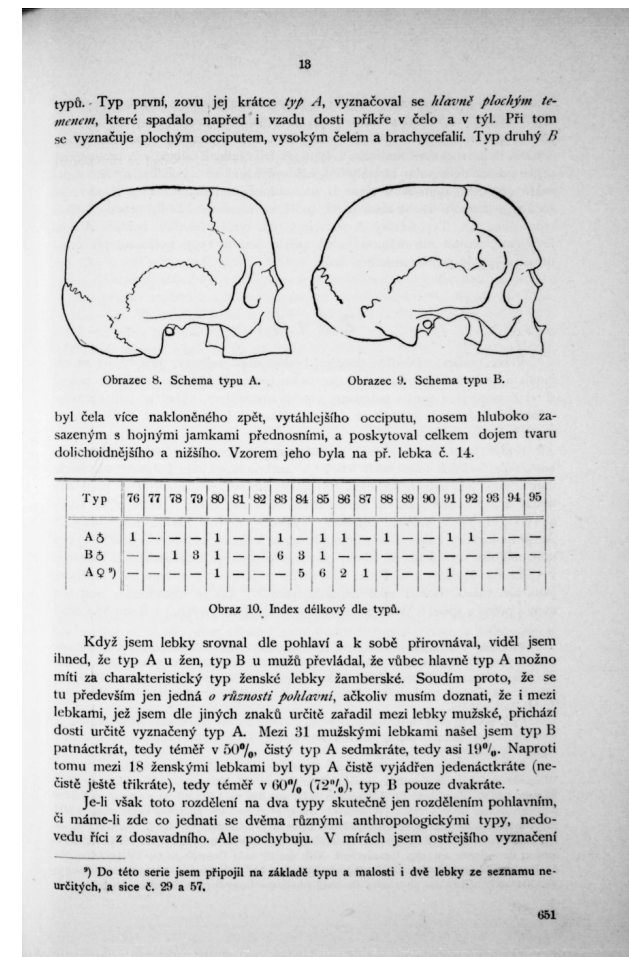 13
typů. Typ první, zovu jej krátce typ A, vyznačoval se hlavně plochým te-
menem, které spadalo napřed i vzadu dosti příkře v čelo a v týl. Při tom
se vyznačuje plochým occiputem, vysokým čelem a brachycefalií. Typ druhý B
Obrazec 8. Schema typu A. Obrazec 9. Schema typu B.
byl čela více nakloněného zpět, vytáhlejšího occiputu, nosem hluboko za-
sazeným s hojnými jamkami přednosními, a poskytoval celkem dojem tvaru
dolichoidnějšího a nižšího. Vzorem jeho byla na př. lebka č. 14.
Typ 76 77 78 79 80 81 82 83 84 85 86 87 88 89 90 91 92 93 94 95
A ♂ 1 — — — 1 — — 1 — 1 1 — 1 — — 1 1 — — —
B ♂ — — 1 3 1 — — 6 3 1 — — — — — — — — — —
A ♀ ⁹) — — — — 1 — — — 5 6 2 1 — — — 1 — — — —
Obraz 10. Index délkový dle typů.
Když jsem lebky srovnal dle pohlaví a k sobě přirovnával, viděl jsem
ihned, že typ A u žen, typ B u mužů převládal, že vůbec hlavně typ A možno
míti za charakteristický typ ženské lebky žamberské. Soudím proto, že se
tu především jen jedná o různosti pohlavní, ačkoliv musím doznati, že i mezi
lebkami, jež jsem dle jiných znaků určitě zařadil mezi lebky mužské, přichází
dosti určitě vyznačený typ A. Mezi 31 mužskými lebkami našel jsem typ B
patnáctkrát, tedy téměř v 50%, čistý typ A sedmkráte, tedy asi 19%. Naproti
tomu mezi 18 ženskými lebkami byl typ A čistě vyjádřen jedenáctkráte (ne-
čistě ještě třikráte), tedy téměř v 60% (72%), typ B pouze dvakráte.
Je-li však toto rozdělení na dva typy skutečně jen rozdělením pohlavním,
či máme-li zde co jednati se dvěma různými anthropologickými typy, nedo-
vedu říci z dosavadního. Ale pochybuju. V mírách jsem ostřejšího vyznačení
⁹) Do této serie jsem připojil na základě typu a malosti i dvě lebky ze seznamu ne-
určitých, a sice č. 29 a 57.
651